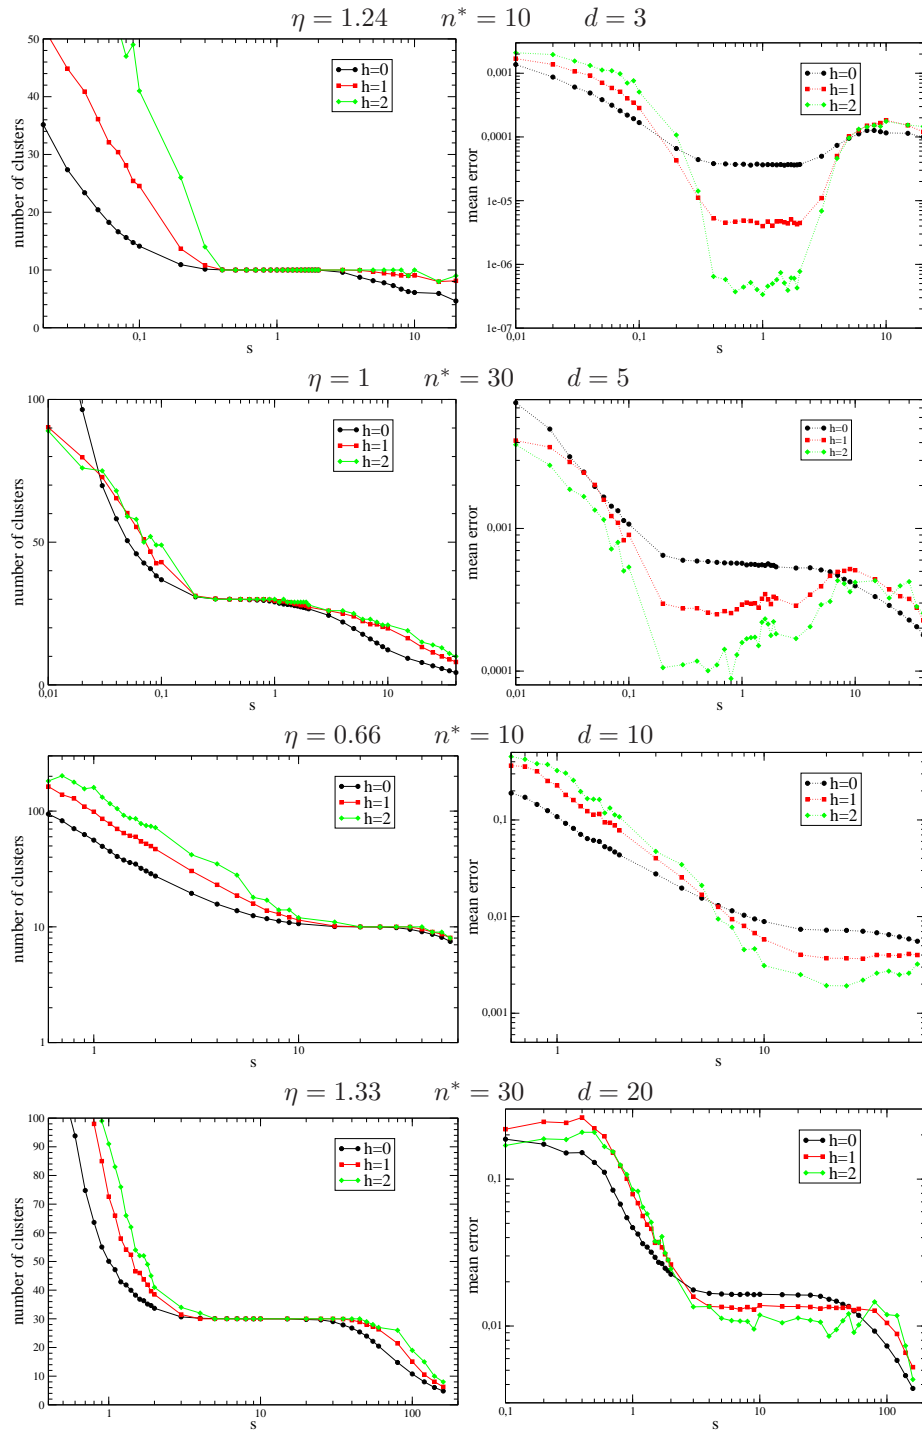 η = 1.24 n* = 10 d = 3
number of clusters
50
40
30
20
10
0
0,1
1
10
s
h=0
h=1
h=2
mean error
0,001
0,0001
1e-05
1e-06
1e-07
0,01
0,1
1
10
s
h=0
h=1
h=2
η = 1 n* = 30 d = 5
number of clusters
100
50
0
0,01
0,1
1
10
s
h=0
h=1
h=2
mean error
0,001
0,0001
0,01
0,1
1
10
s
h=0
h=1
h=2
η = 0.66 n* = 10 d = 10
number of clusters
100
10
1
1
10
s
h=0
h=1
h=2
mean error
0,1
0,01
0,001
1
10
s
h=0
h=1
h=2
η = 1.33 n* = 30 d = 20
number of clusters
100
90
80
70
60
50
40
30
20
10
0
1
10
100
s
h=0
h=1
h=2
mean error
0,1
0,01
0,1
1
10
100
s
h=0
h=1
h=2